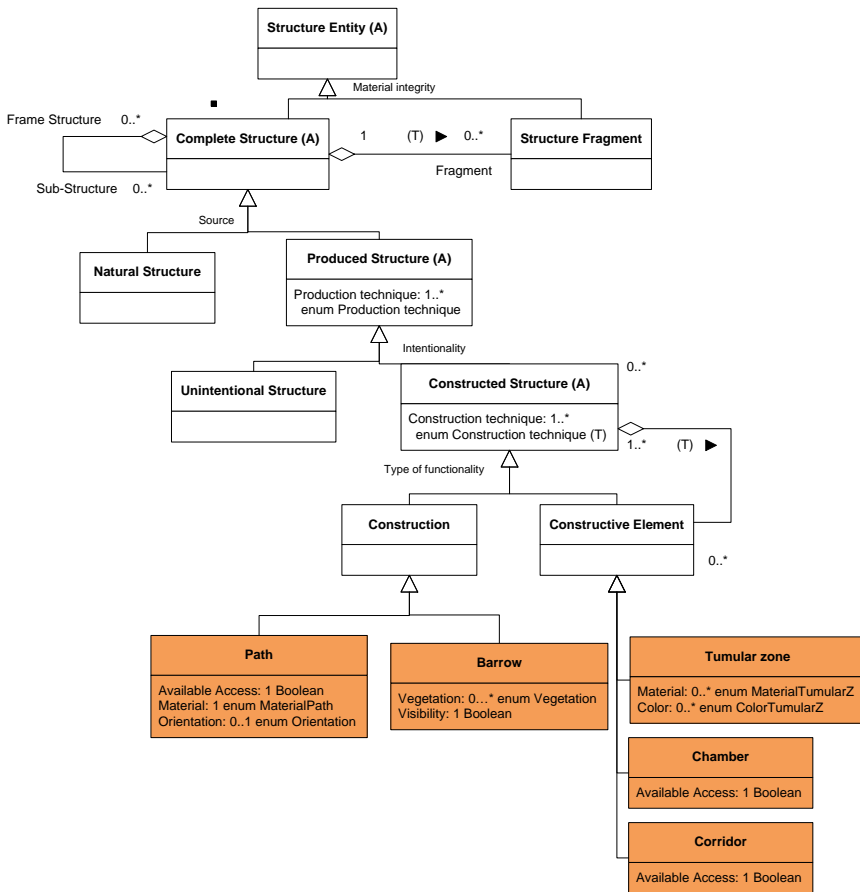 Structure Entity (A)
Material integrity
Frame Structure 0..*
Complete Structure (A)
1 (T) ► 0..*
Structure Fragment
Fragment
Sub-Structure 0..*
Source
Natural Structure
Produced Structure (A)
Production technique: 1..*
enum Production technique
Intentionality
Unintentional Structure
Constructed Structure (A)
0..*
Construction technique: 1..*
enum Construction technique (T)
1..* (T) ►
Type of functionality
Construction
Constructive Element
0..*
Path
Available Access: 1 Boolean
Material: 1 enum MaterialPath
Orientation: 0..1 enum Orientation
Barrow
Vegetation: 0...* enum Vegetation
Visibility: 1 Boolean
Tumular zone
Material: 0..* enum MaterialTumularZ
Color: 0..* enum ColorTumularZ
Chamber
Available Access: 1 Boolean
Corridor
Available Access: 1 Boolean